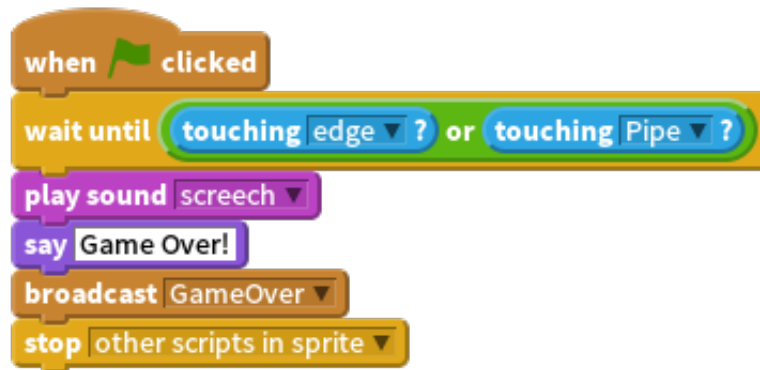 when clicked
wait until touching edge ? or touching Pipe ?
play sound screech
say Game Over!
broadcast GameOver
stop other scripts in sprite